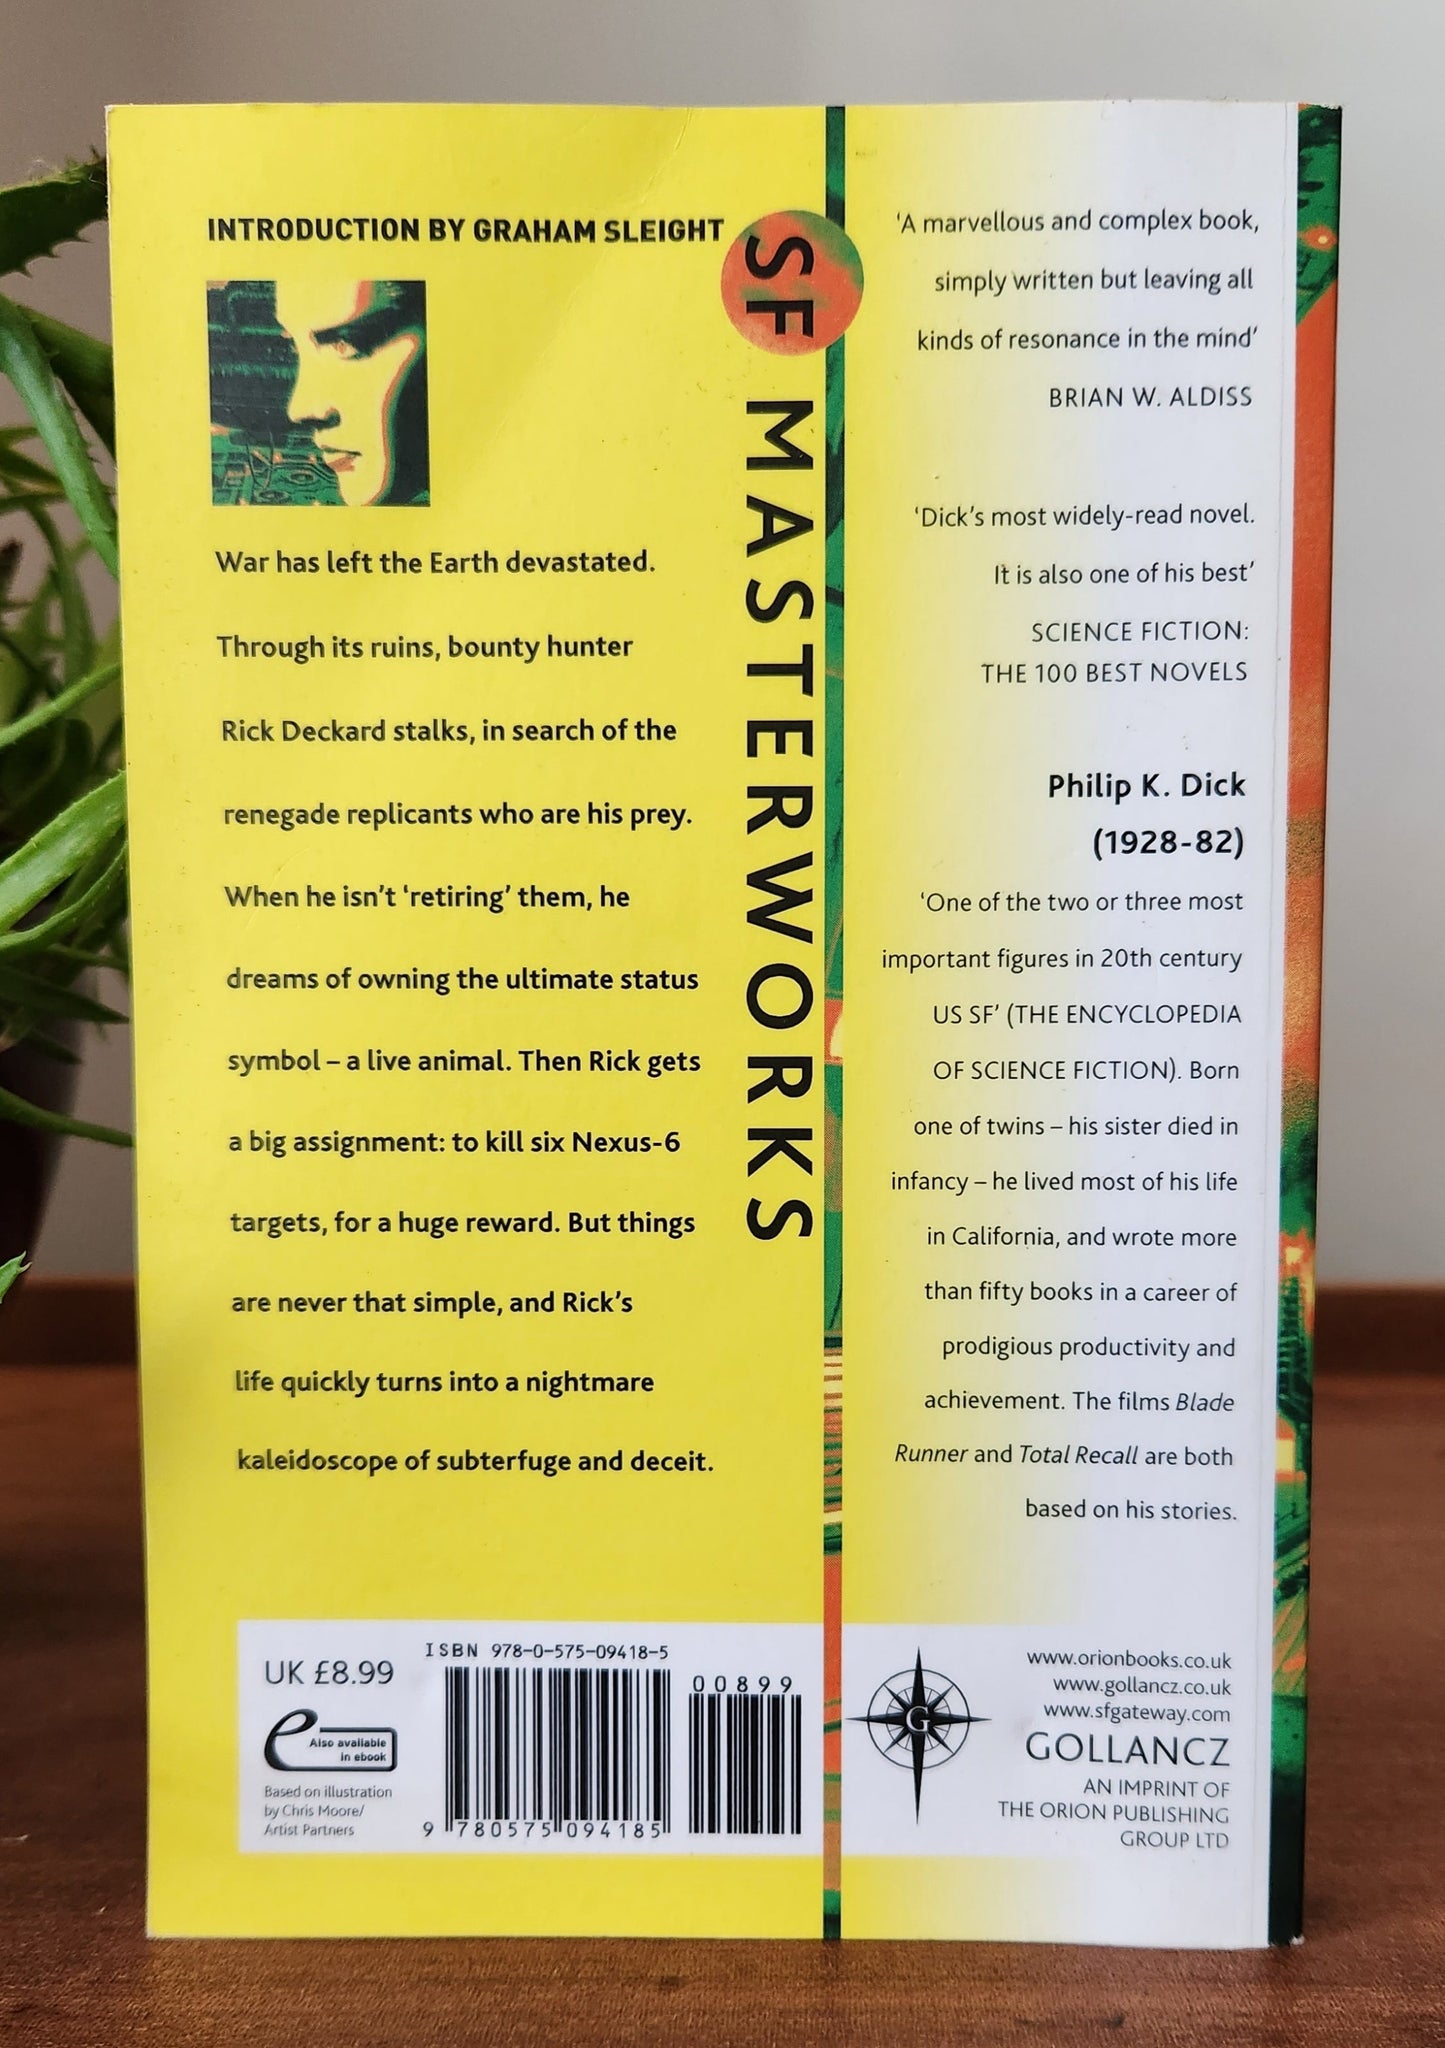 INTRODUCTION BY GRAHAM SLEIGHT
War has left the Earth devastated.
Through its ruins, bounty hunter
Rick Deckard stalks, in search of the
renegade replicants who are his prey.
When he isn't 'retiring' them, he
dreams of owning the ultimate status
symbol – a live animal. Then Rick gets
a big assignment: to kill six Nexus-6
targets, for a huge reward. But things
are never that simple, and Rick's
life quickly turns into a nightmare
kaleidoscope of subterfuge and deceit.
SF MASTERWORKS
'A marvellous and complex book,
simply written but leaving all
kinds of resonance in the mind'
BRIAN W. ALDISS
'Dick's most widely-read novel.
It is also one of his best'
SCIENCE FICTION:
THE 100 BEST NOVELS
Philip K. Dick
(1928-82)
'One of the two or three most
important figures in 20th century
US SF' (THE ENCYCLOPEDIA
OF SCIENCE FICTION). Born
one of twins – his sister died in
infancy – he lived most of his life
in California, and wrote more
than fifty books in a career of
prodigious productivity and
achievement. The films Blade
Runner and Total Recall are both
based on his stories.
UK £8.99
e
Also available
in ebook
Based on illustration
by Chris Moore/
Artist Partners
ISBN 978-0-575-09418-5
00899
9 780575 094185
G
www.orionbooks.co.uk
www.gollancz.co.uk
www.sfgateway.com
GOLLANCZ
AN IMPRINT OF
THE ORION PUBLISHING
GROUP LTD